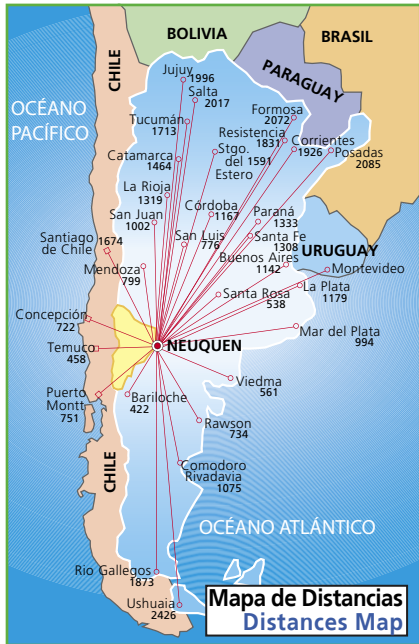 BOLIVIA
BRASIL
CHILE
PARAGUAY
OCÉANO
PACÍFICO
Jujuy
1996
Salta
2017
Tucumán
1713
Formosa
2072
Resistencia
1831
Corrientes
1926
Posadas
2085
Catamarca
1464
Stgo.
del 1591
Estero
La Rioja
1319
Córdoba
1167
San Juan
1002
Paraná
1333
Santa Fe
1308
San Luis
776
Santiago
de Chile
1674
URUGUAY
Buenos Aires
1142
Montevideo
Mendoza
799
La Plata
1179
Santa Rosa
538
Concepción
722
Mar del Plata
994
Temuco
458
NEUQUEN
Viedma
561
Puerto
Montt
751
Bariloche
422
Rawson
734
CHILE
Comodoro
Rivadavia
1075
OCÉANO ATLÁNTICO
Rio Gallegos
1873
Ushuaia
2426
Mapa de Distancias
Distances Map